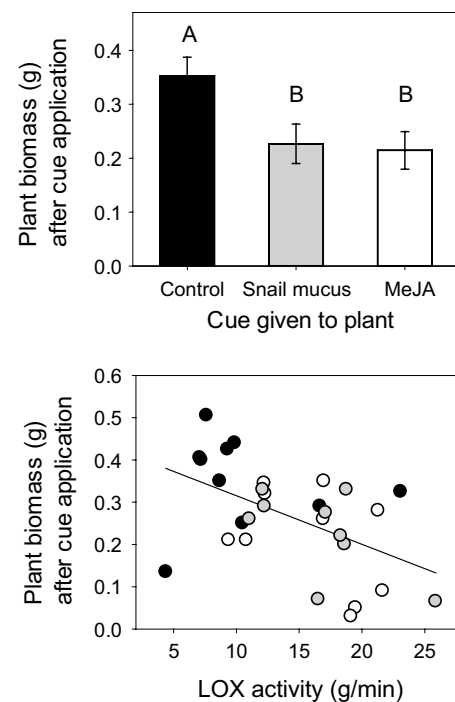 A
B
B
Plant biomass (g)
after cue application
0.4
0.3
0.2
0.1
0.0
Control Snail mucus MeJA
Cue given to plant
Plant biomass (g)
after cue application
0.6
0.5
0.4
0.3
0.2
0.1
0.0
5 10 15 20 25
LOX activity (g/min)